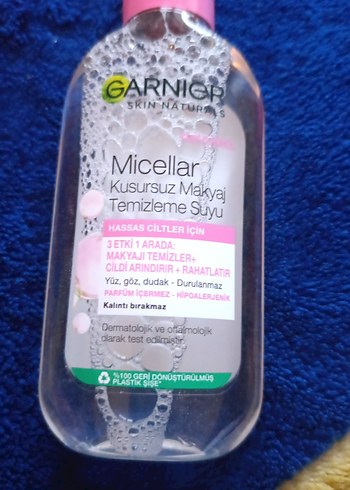 GARNIER
SKIN NATURALS
Micellar
Kusursuz Makyaj
Temizleme Suyu
HASSAS CİLTLER İÇİN
3 ETKİ 1 ARADA:
MAKYAJI TEMİZLER+
CİLDİ ARINDIRIR + RAHATLATIR
Yüz, göz, dudak - Durulanmaz
PARFÜM İÇERMEZ - HİPOALERJENİK
Kalıntı bırakmaz
Dermatolojik ve oftalmolojik
olarak test edilmiştir.
%100 GERİ DÖNÜŞTÜRÜLMÜŞ
PLASTİK ŞİŞE*